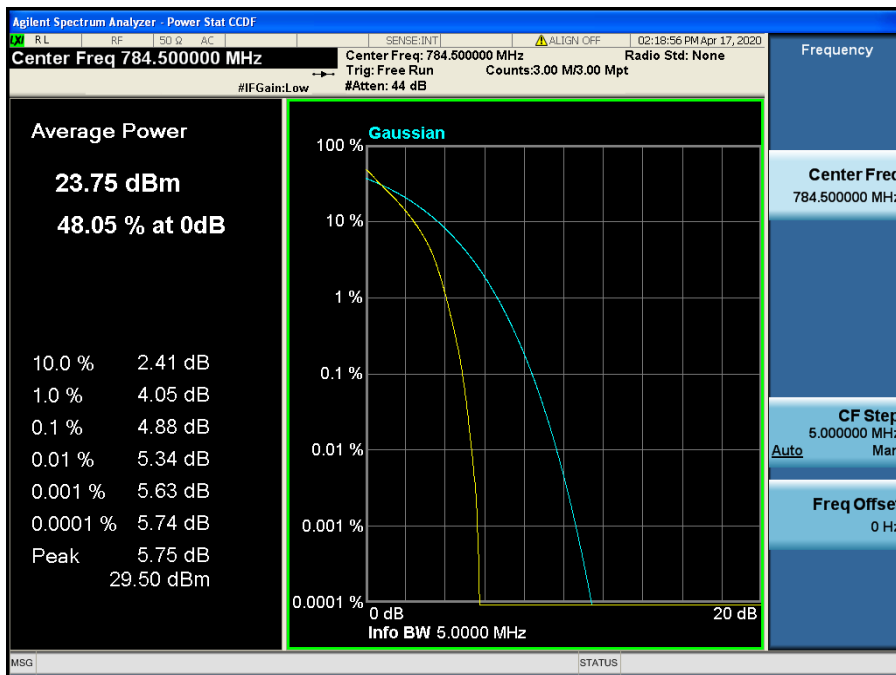 Agilent Spectrum Analyzer - Power Stat CCDF
LXI RL RF 50 Ω AC SENSE:INT ALIGN OFF 02:18:56 PM Apr 17, 2020
Center Freq 784.500000 MHz
Center Freq: 784.500000 MHz Radio Std: None
Trig: Free Run Counts:3.00 M/3.00 Mpt
#IFGain:Low #Atten: 44 dB
Average Power
23.75 dBm
48.05 % at 0dB
10.0 % 2.41 dB
1.0 % 4.05 dB
0.1 % 4.88 dB
0.01 % 5.34 dB
0.001 % 5.63 dB
0.0001 % 5.74 dB
Peak 5.75 dB
29.50 dBm
Gaussian
100 %
10 %
1 %
0.1 %
0.01 %
0.001 %
0.0001 %
0 dB 20 dB
Info BW 5.0000 MHz
Frequency
Center Freq
784.500000 MHz
CF Step
5.000000 MHz
Auto Man
Freq Offset
0 Hz
MSG STATUS